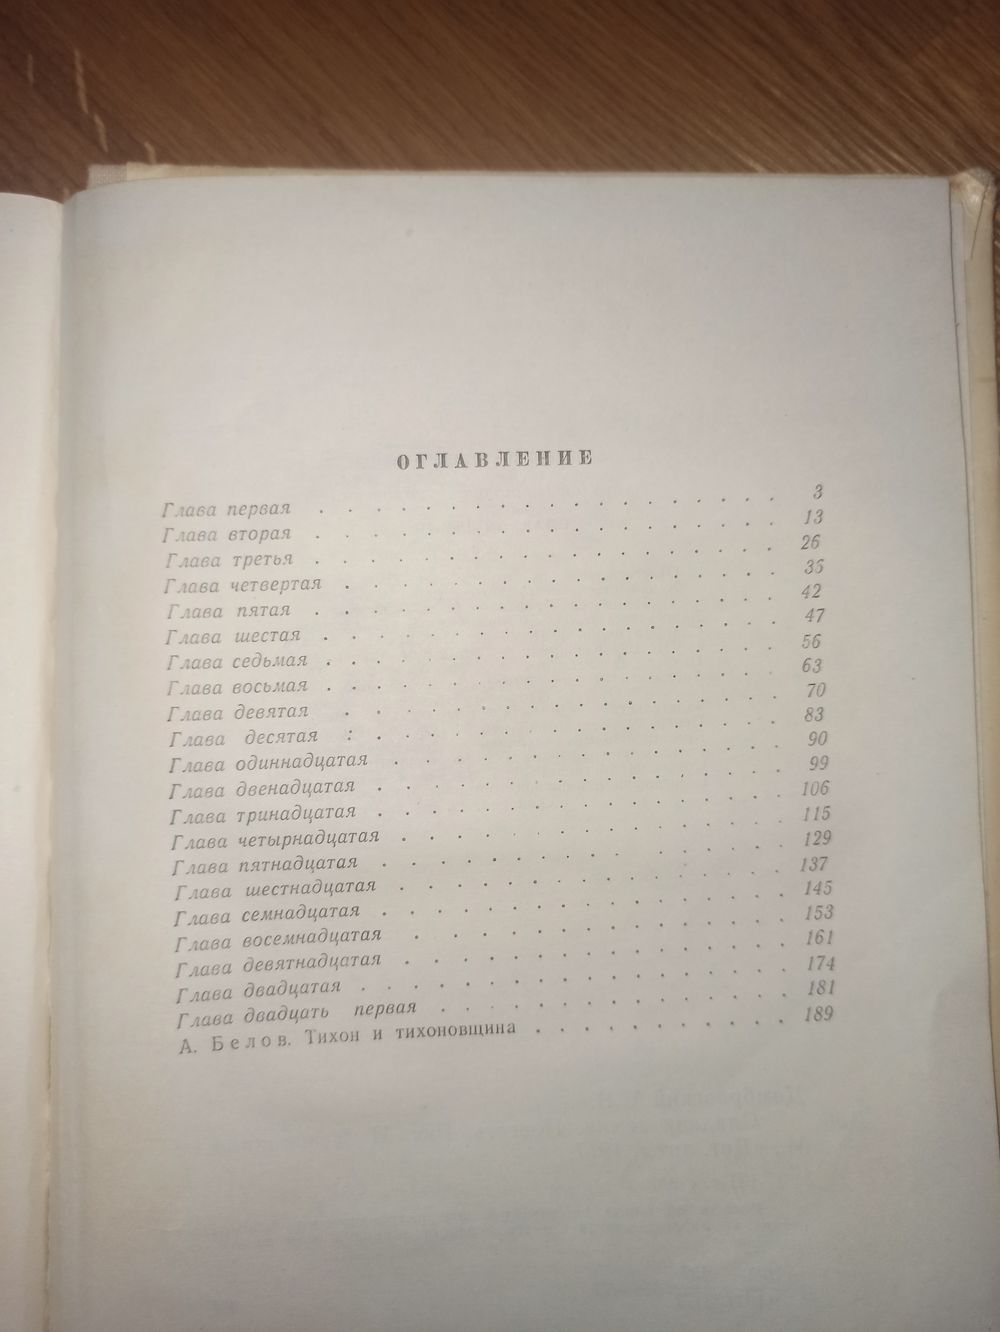 ОГЛАВЛЕНИЕ
Глава первая . . . . . . . . . . . . . . . . . . 3
Глава вторая . . . . . . . . . . . . . . . . . . 13
Глава третья . . . . . . . . . . . . . . . . . . 26
Глава четвертая . . . . . . . . . . . . . . . . . 35
Глава пятая . . . . . . . . . . . . . . . . . . 42
Глава шестая . . . . . . . . . . . . . . . . . . 47
Глава седьмая . . . . . . . . . . . . . . . . . . 56
Глава восьмая . . . . . . . . . . . . . . . . . . 63
Глава девятая . . . . . . . . . . . . . . . . . 70
Глава десятая : . . . . . . . . . . . . . . . . 83
Глава одиннадцатая . . . . . . . . . . . . . . . 90
Глава двенадцатая . . . . . . . . . . . . . . . . 99
Глава тринадцатая . . . . . . . . . . . . . . . . 106
Глава четырнадцатая . . . . . . . . . . . . . . . 115
Глава пятнадцатая . . . . . . . . . . . . . . . 129
Глава шестнадцатая . . . . . . . . . . . . . . . 137
Глава семнадцатая . . . . . . . . . . . . . . . . 145
Глава восемнадцатая . . . . . . . . . . . . . . 153
Глава девятнадцатая . . . . . . . . . . . . . . . 161
Глава двадцатая . . . . . . . . . . . . . . . . 174
Глава двадцать первая . . . . . . . . . . . . . . 181
А. Белов. Тихон и тихоновщина . . . . . . . . . . 189